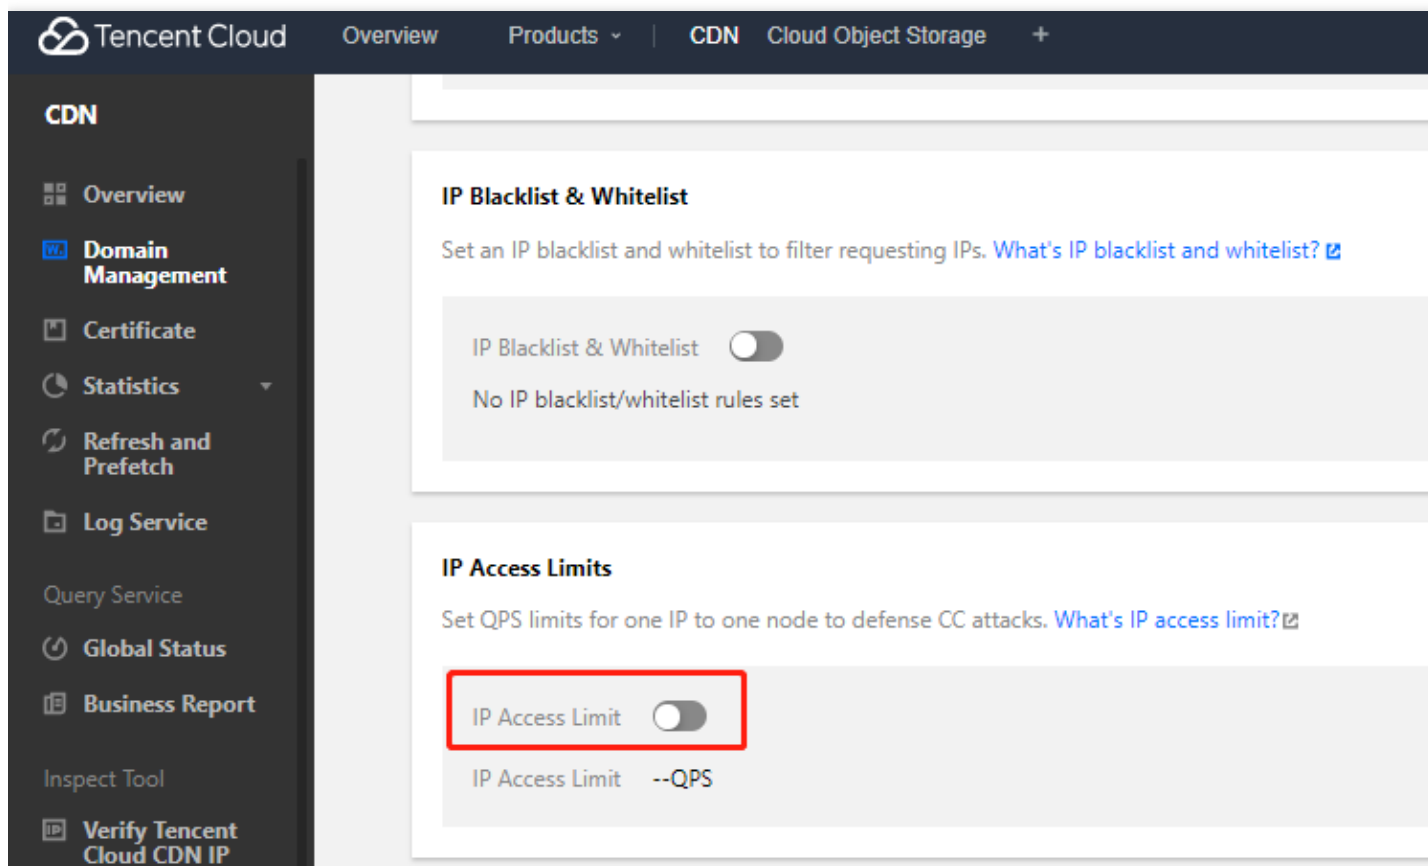 Tencent Cloud Overview Products CDN Cloud Object Storage +
CDN
Overview
Domain
Management
Certificate
Statistics
Refresh and
Prefetch
Log Service
Query Service
Global Status
Business Report
Inspect Tool
IP Verify Tencent
Cloud CDN IP
IP Blacklist & Whitelist
Set an IP blacklist and whitelist to filter requesting IPs. What's IP blacklist and whitelist?
IP Blacklist & Whitelist
No IP blacklist/whitelist rules set
IP Access Limits
Set QPS limits for one IP to one node to defense CC attacks. What's IP access limit?
IP Access Limit
IP Access Limit --QPS